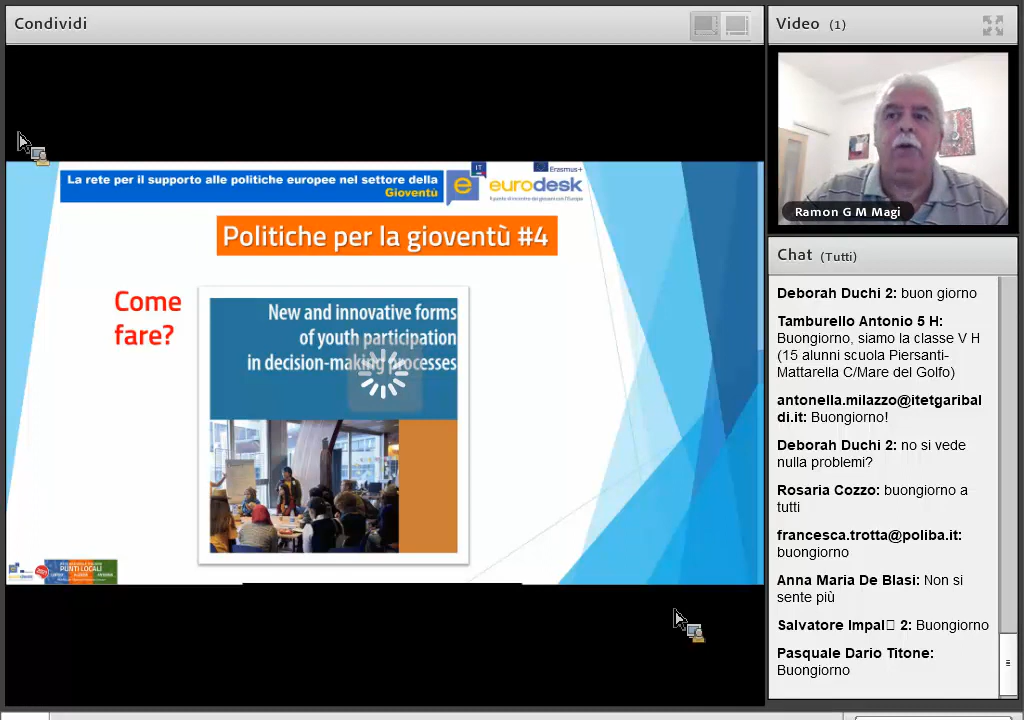 Condividi
Video (1)
La rete per il supporto alle politiche europee nel settore della
Gioventù
IT
e
Erasmus+
eurodesk
Politiche per la gioventù #4
Come
fare?
New and innovative forms
of youth participation
in decision-making processes
PUNTI LOCALI
Ramon G M Magi
Chat (Tutti)
Deborah Duchi 2: buon giorno
Tamburello Antonio 5 H:
Buongiorno, siamo la classe V H
(15 alunni scuola Piersanti-
Mattarella C/Mare del Golfo)
antonella.milazzo@itetgaribal
di.it: Buongiorno!
Deborah Duchi 2: no si vede
nulla problemi?
Rosaria Cozzo: buongiorno a
tutti
francesca.trotta@poliba.it:
buongiorno
Anna Maria De Blasi: Non si
sente più
Salvatore Impal 2: Buongiorno
Pasquale Dario Titone:
Buongiorno